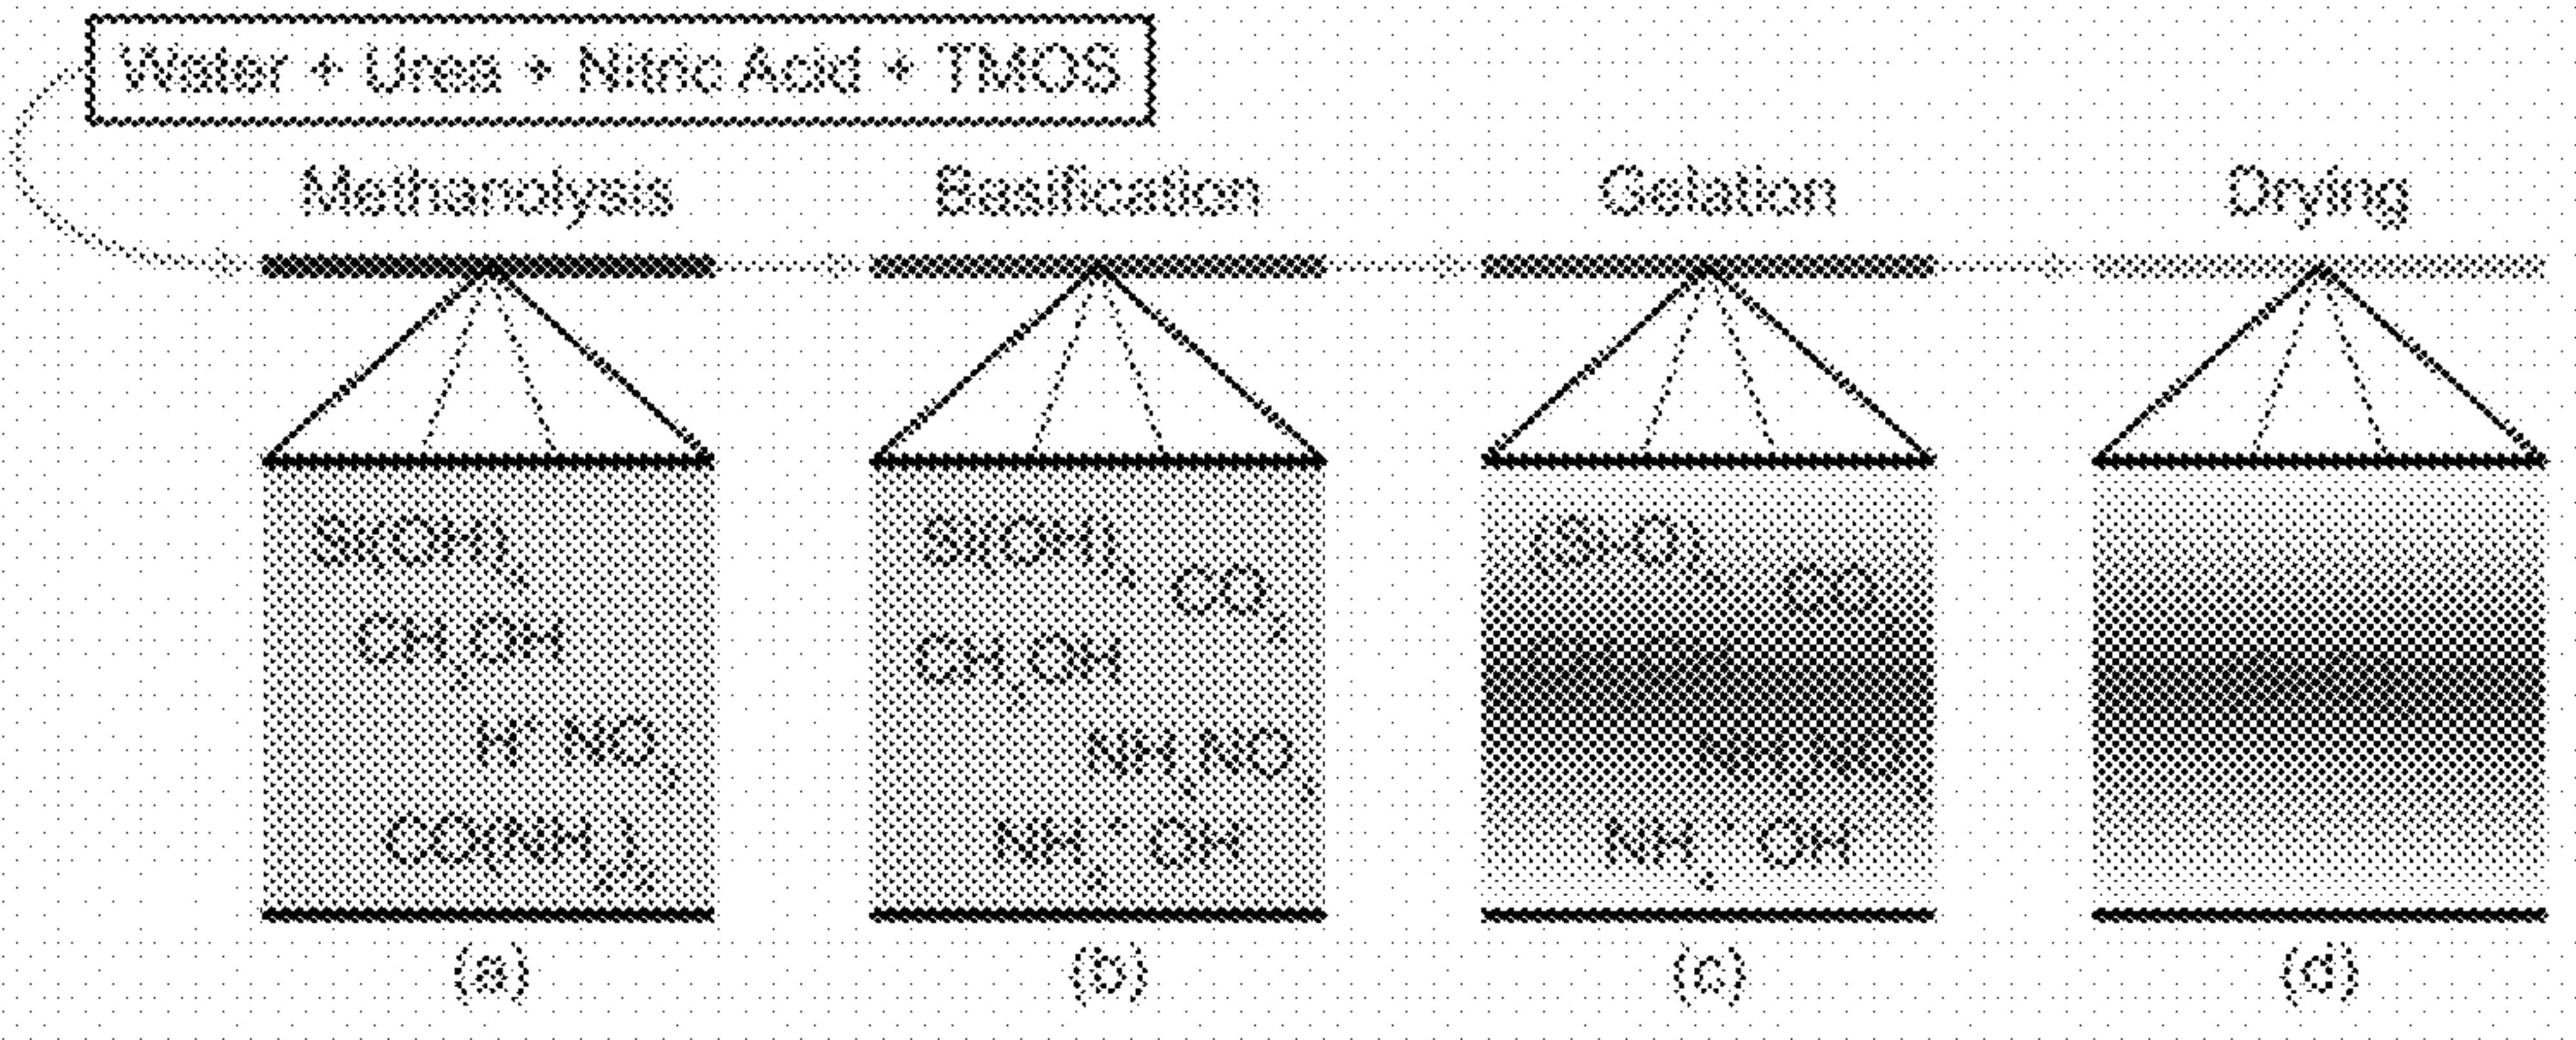 Water + Urea + Nitric Acid + TMOS
Methanolysis
Basification
Gelation
Drying
Si(OH)₄
CH₃OH
H⁺ NO₃⁻
CO(NH₂)₂
Si(OH)₄
CO₂
CH₃OH
NH₄NO₃
NH₄⁺ OH⁻
(Si-O)ₙ
CO₂
NH₄NO₃
NH₄⁺ OH⁻
(a)
(b)
(c)
(d)